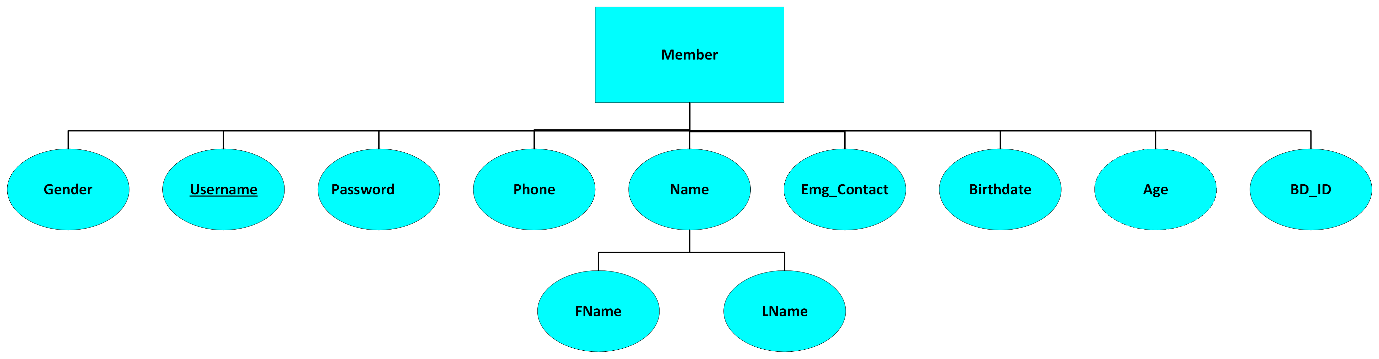 Member
Gender
Username
Password
Phone
Name
Emg_Contact
Birthdate
Age
BD_ID
FName
LName